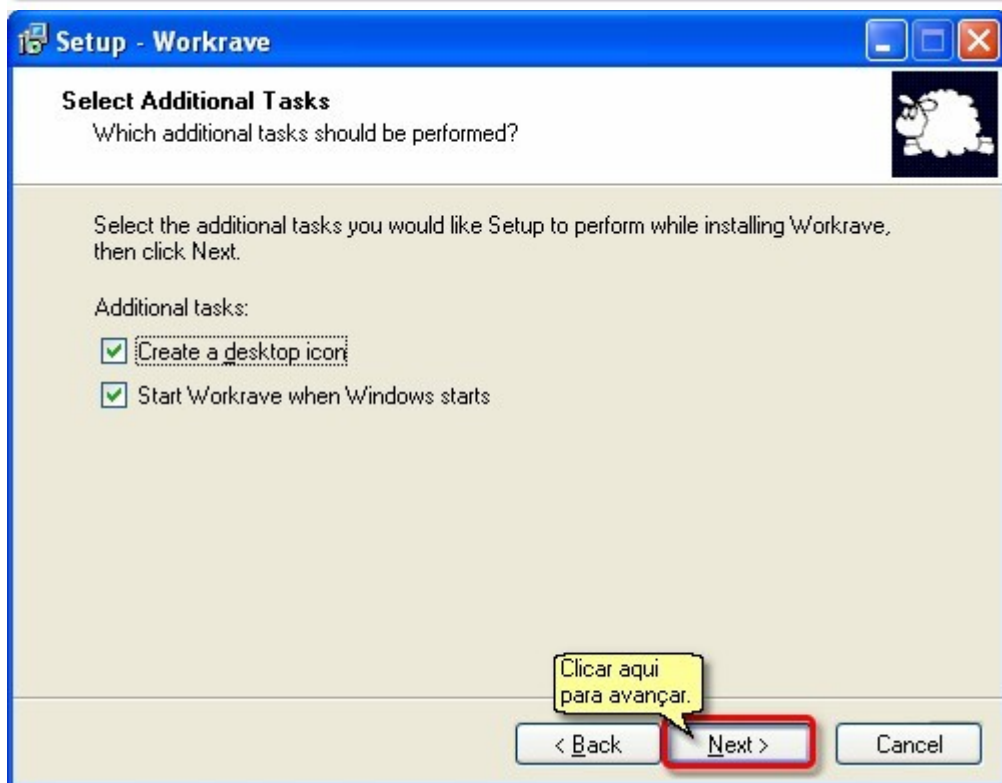 Setup - Workrave
Select Additional Tasks
Which additional tasks should be performed?
Select the additional tasks you would like Setup to perform while installing Workrave,
then click Next.
Additional tasks:
Create a desktop icon
Start Workrave when Windows starts
Clicar aqui
para avançar.
< Back
Next >
Cancel